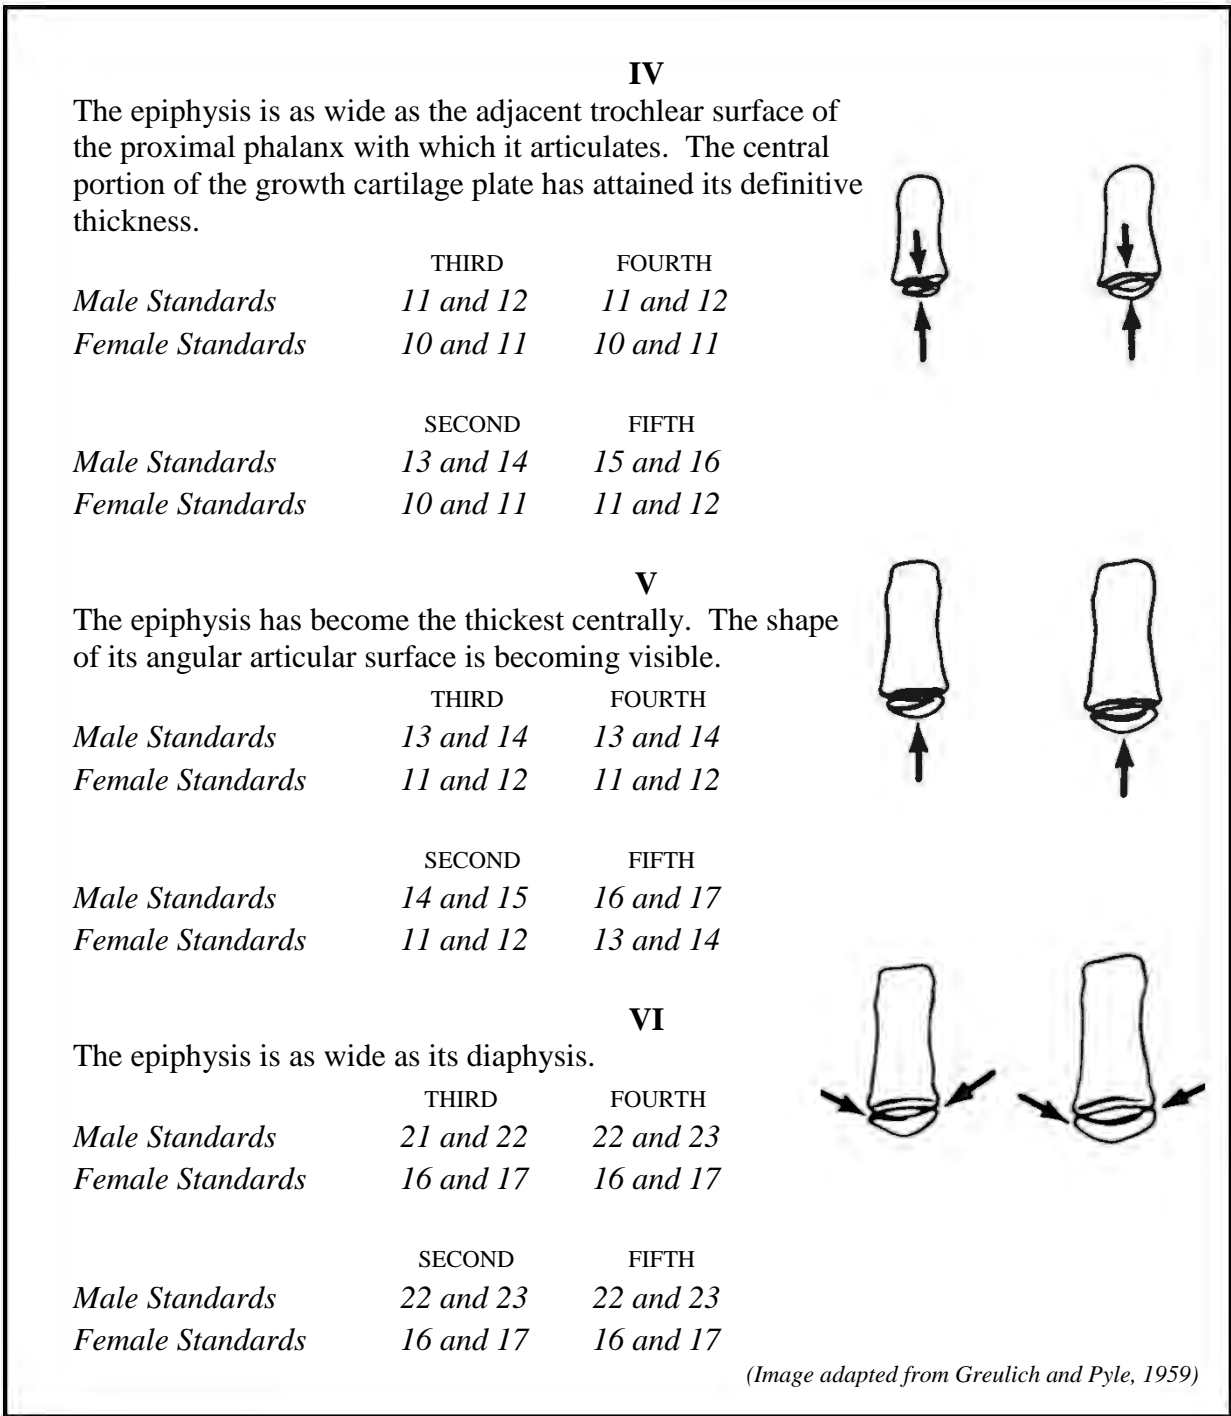 IV
The epiphysis is as wide as the adjacent trochlear surface of
the proximal phalanx with which it articulates.  The central
portion of the growth cartilage plate has attained its definitive
thickness.
THIRD FOURTH
Male Standards 11 and 12 11 and 12
Female Standards 10 and 11 10 and 11
SECOND FIFTH
Male Standards 13 and 14 15 and 16
Female Standards 10 and 11 11 and 12
V
The epiphysis has become the thickest centrally.  The shape
of its angular articular surface is becoming visible.
THIRD FOURTH
Male Standards 13 and 14 13 and 14
Female Standards 11 and 12 11 and 12
SECOND FIFTH
Male Standards 14 and 15 16 and 17
Female Standards 11 and 12 13 and 14
VI
The epiphysis is as wide as its diaphysis.
THIRD FOURTH
Male Standards 21 and 22 22 and 23
Female Standards 16 and 17 16 and 17
SECOND FIFTH
Male Standards 22 and 23 22 and 23
Female Standards 16 and 17 16 and 17
(Image adapted from Greulich and Pyle, 1959)